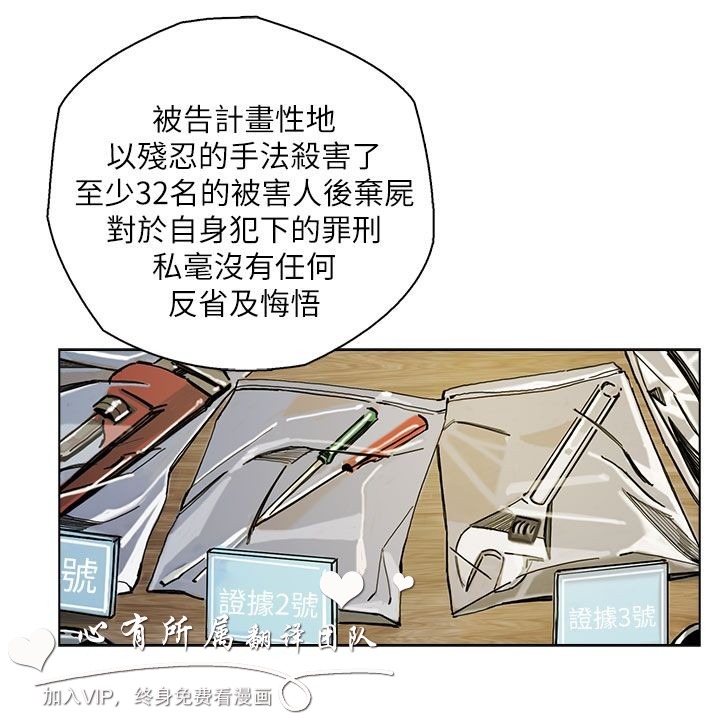 被告計畫性地
以殘忍的手法殺害了
至少32名的被害人後棄屍
對於自身犯下的罪刑
私毫沒有任何
反省及悔悟
號
證據2號
證據3號
心有所属翻译团队
加入VIP，终身免费看漫画